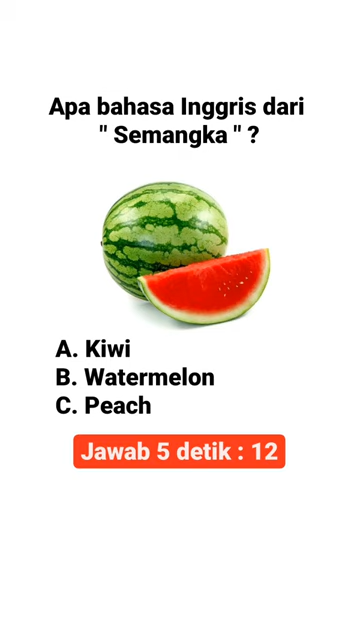 Apa bahasa Inggris dari
" Semangka " ?
A. Kiwi
B. Watermelon
C. Peach
Jawab 5 detik : 12